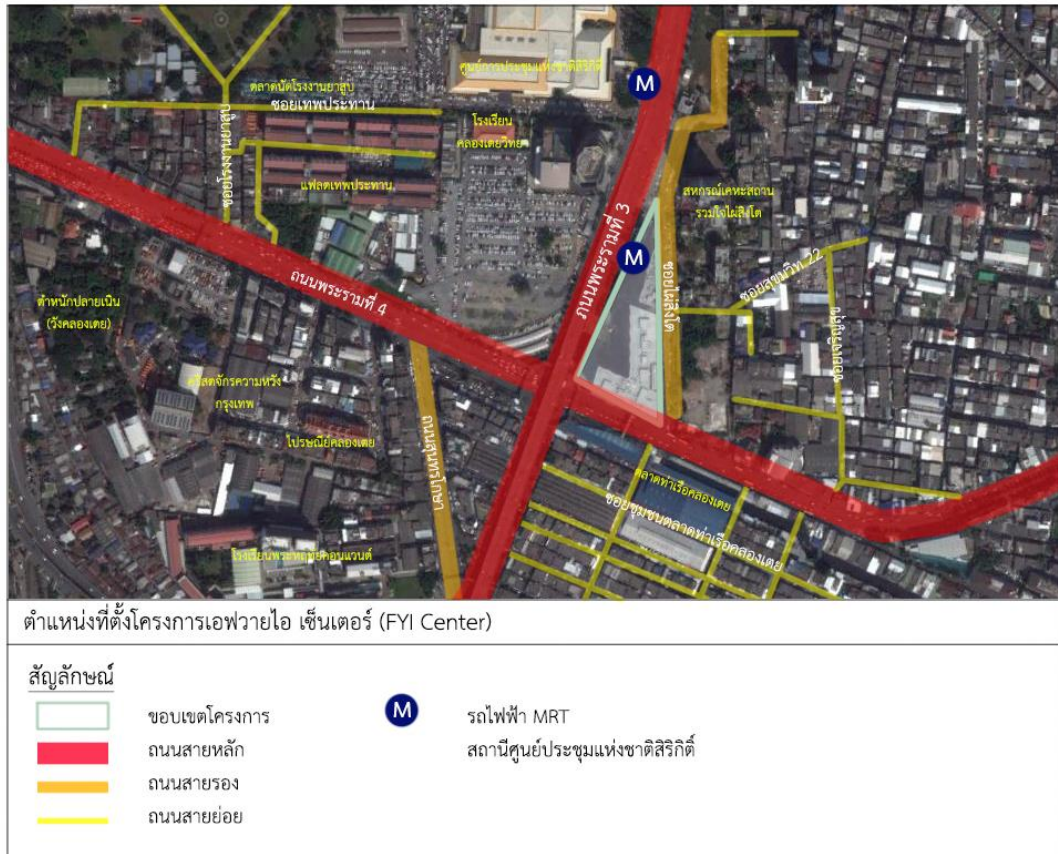 ศูนย์การประชุมแห่งชาติสิริกิติ์
M
ตลาดนัดโรงงานยาสูบ
ซอยเทพประทาน
ซอยโรงงานยาสูบ
โรงเรียน
คลองเตยวิทยา
แฟลตเทพประทาน
สหกรณ์เคหะสถาน
ร่วมใจไผ่สิงโต
ถนนพระรามที่ 3
M
ซอยไผ่สิงโต
ซอยสุขุมวิท 22
ซอยเจริญสุข
ถนนพระรามที่ 4
ตำหนักปลายเนิน
(วังคลองเตย)
คริสตจักรความหวัง
กรุงเทพ
ไปรษณีย์คลองเตย
ถนนสุนทรโกษา
ตลาดท่าเรือคลองเตย
ซอยชุมชนตลาดท่าเรือคลองเตย
โรงเรียนพระหฤทัยคอนแวนต์
ตำแหน่งที่ตั้งโครงการเอฟวายไอ เซ็นเตอร์ (FYI Center)
สัญลักษณ์
ขอบเขตโครงการ
M รถไฟฟ้า MRT
ถนนสายหลัก
สถานีศูนย์ประชุมแห่งชาติสิริกิติ์
ถนนสายรอง
ถนนสายย่อย